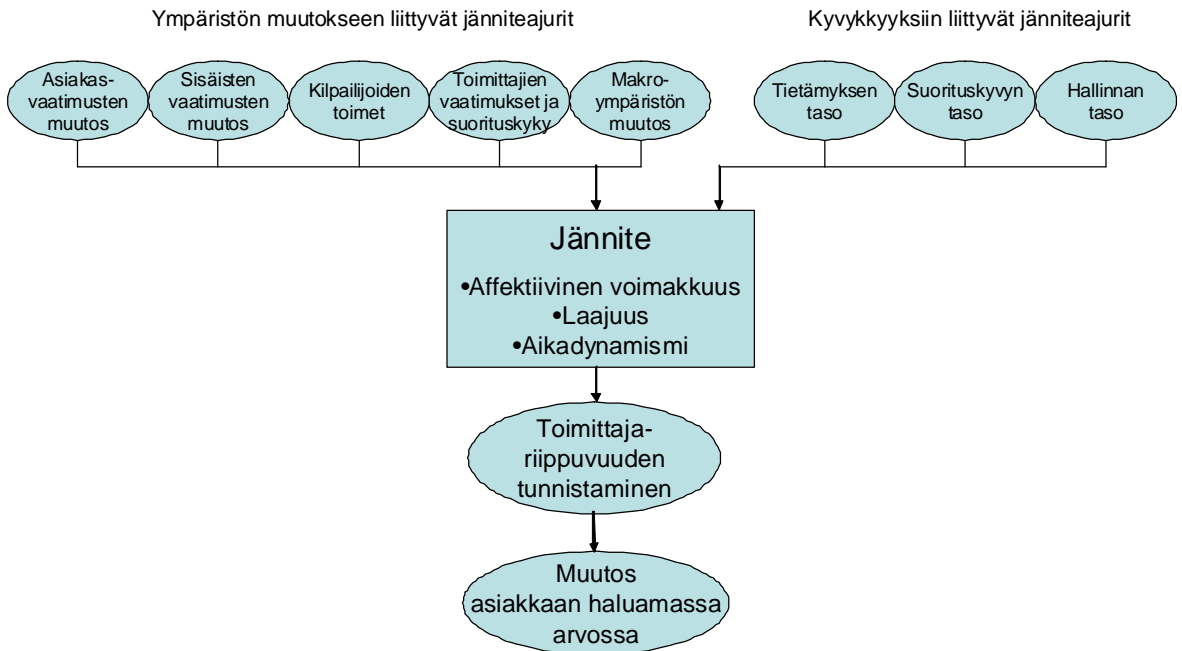 Ympäristön muutokseen liittyvät jänniteajurit
Kyvykkyyksiin liittyvät jänniteajurit
Asiakas-
vaatimusten
muutos
Sisäisten
vaatimusten
muutos
Kilpailijoiden
toimet
Toimittajien
vaatimukset ja
suorituskyky
Makro-
ympäristön
muutos
Tietämyksen
taso
Suorituskyvyn
taso
Hallinnan
taso
Jännite
•Affektiivinen voimakkuus
•Laajuus
•Aikadynamismi
Toimittaja-
riippuvuuden
tunnistaminen
Muutos
asiakkaan haluamassa
arvossa